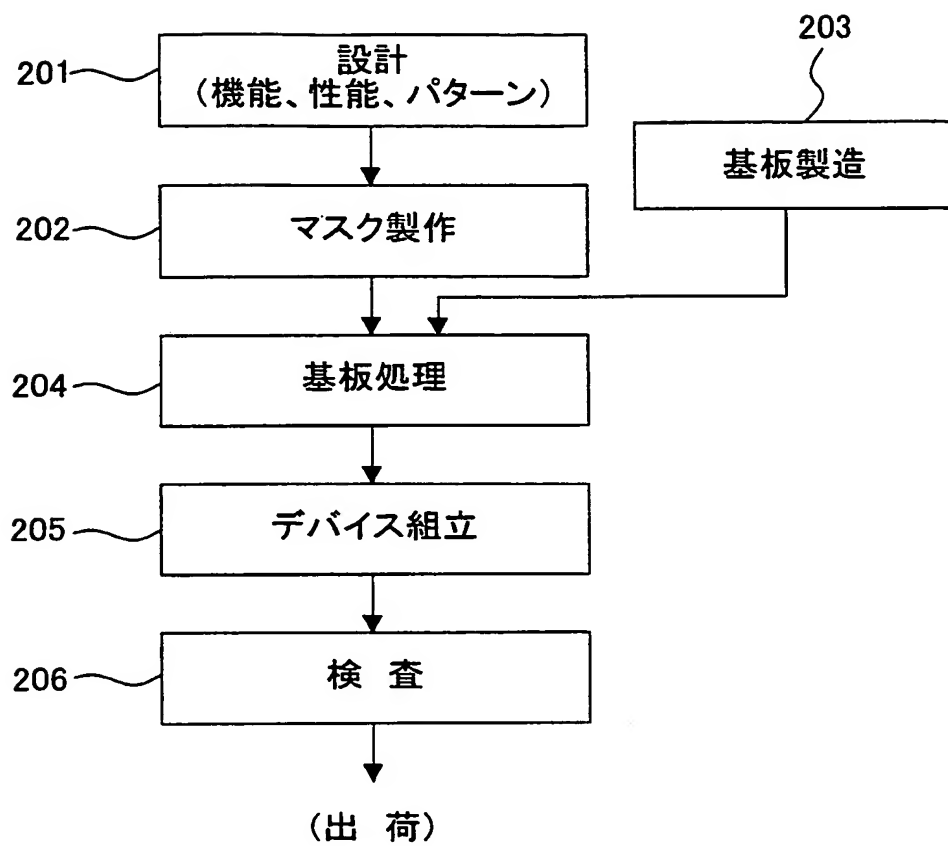 203
201
設計
(機能、性能、パターン)
基板製造
202
マスク製作
204
基板処理
205
デバイス組立
206
検 査
(出 荷)